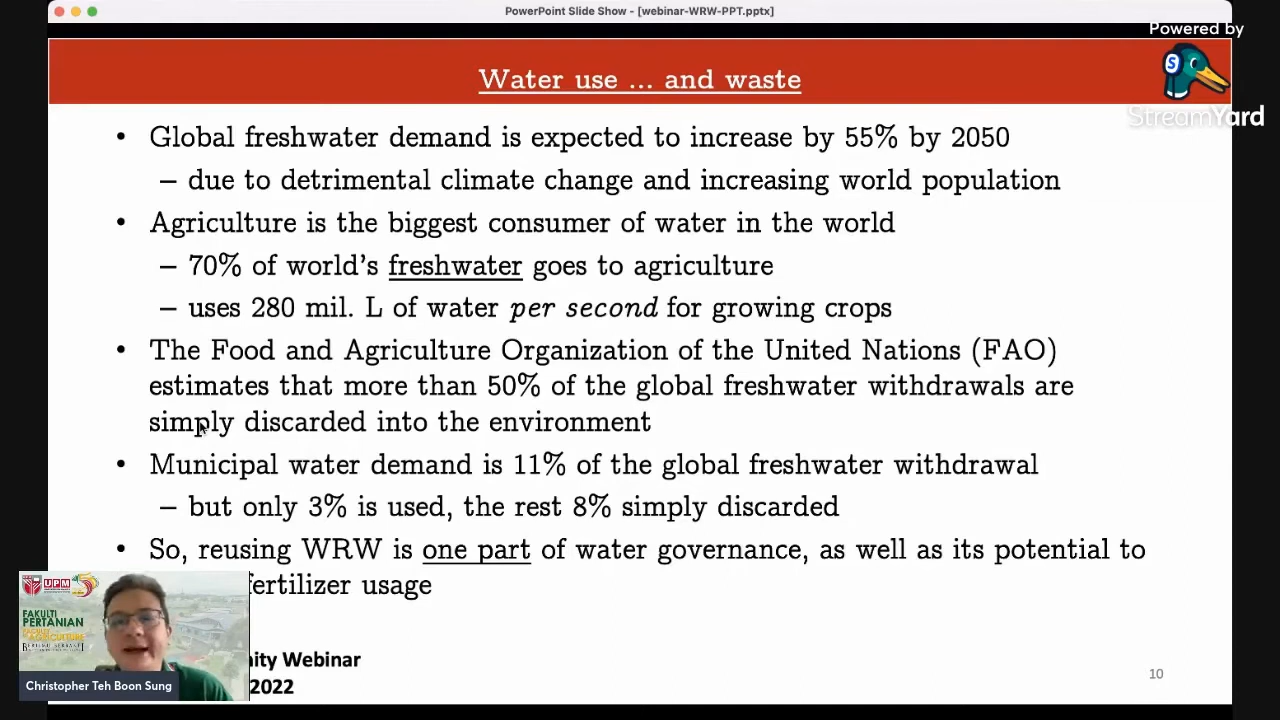 PowerPoint Slide Show - [webinar-WRW-PPT.pptx]
Powered by
S
StreamYard
Water use ... and waste
• Global freshwater demand is expected to increase by 55% by 2050
– due to detrimental climate change and increasing world population
• Agriculture is the biggest consumer of water in the world
– 70% of world's freshwater goes to agriculture
– uses 280 mil. L of water per second for growing crops
• The Food and Agriculture Organization of the United Nations (FAO)
estimates that more than 50% of the global freshwater withdrawals are
simply discarded into the environment
• Municipal water demand is 11% of the global freshwater withdrawal
– but only 3% is used, the rest 8% simply discarded
• So, reusing WRW is one part of water governance, as well as its potential to
fertilizer usage
UPM
FAKULTI
PERTANIAN
FACULTY OF AGRICULTURE
BERILMU BERBAKTI
Christopher Teh Boon Sung
ity Webinar
2022
10